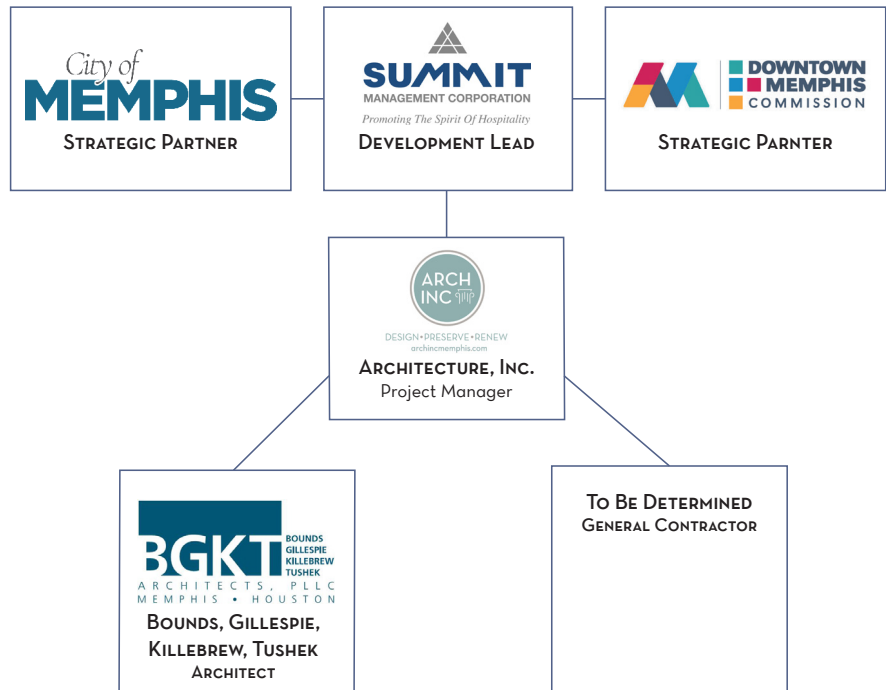 City of
MEMPHIS
STRATEGIC PARTNER
SUMMIT
MANAGEMENT CORPORATION
Promoting The Spirit Of Hospitality
DEVELOPMENT LEAD
DOWNTOWN
MEMPHIS
COMMISSION
STRATEGIC PARNTER
ARCH
INC
DESIGN•PRESERVE•RENEW
archincmemphis.com
ARCHITECTURE, INC.
Project Manager
BGKT
BOUNDS
GILLESPIE
KILLEBREW
TUSHEK
ARCHITECTS, PLLC
MEMPHIS • HOUSTON
BOUNDS, GILLESPIE,
KILLEBREW, TUSHEK
ARCHITECT
TO BE DETERMINED
GENERAL CONTRACTOR